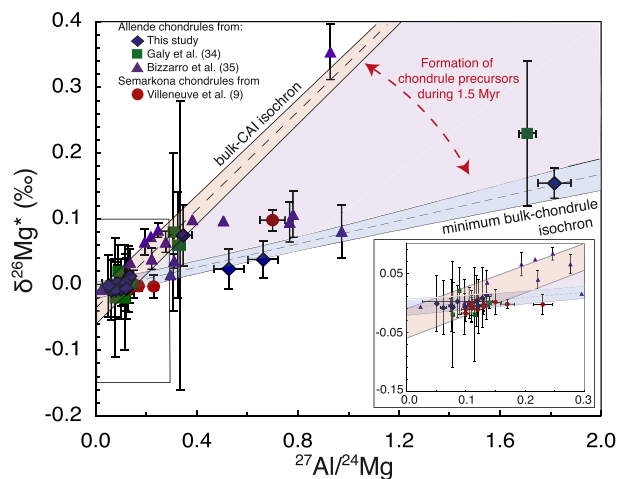 Allende chondrules from:
This study
Galy et al. (34)
Bizzarro et al. (35)
Semarkona chondrules from
Villeneuve et al. (9)
bulk-CAI isochron
Formation of
chondrule precursors
during 1.5 Myr
minimum bulk-chondrule
isochron
δ²⁶Mg* (‰)
0.4
0.3
0.2
0.1
0.0
-0.1
-0.2
0.0
0.4
0.8
1.2
1.6
2.0
²⁷Al/²⁴Mg
0.05
-0.05
-0.15
0.0
0.1
0.2
0.3